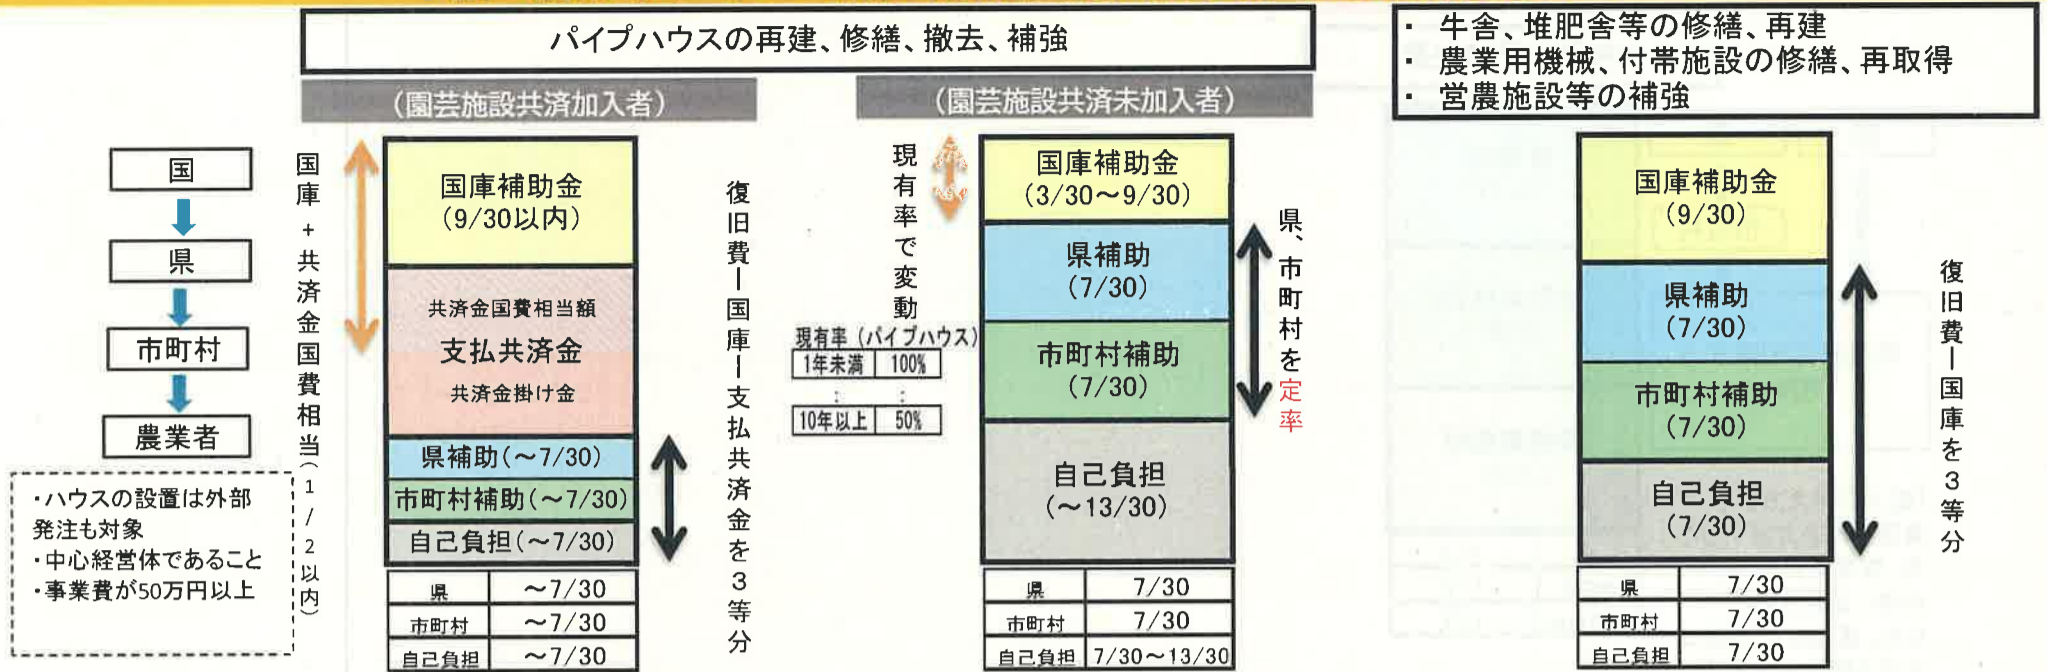 パイプハウスの再建、修繕、撤去、補強
・ 牛舎、堆肥舎等の修繕、再建
・ 農業用機械、付帯施設の修繕、再取得
・ 営農施設等の補強
(園芸施設共済加入者)
(園芸施設共済未加入者)
国
県
市町村
農業者
・ハウスの設置は外部
発注も対象
・中心経営体であること
・事業費が50万円以上
国庫+共済金国費相当(1/2以内)
国庫補助金
(9/30以内)
共済金国費相当額
支払共済金
共済金掛け金
県補助(～7/30)
市町村補助(～7/30)
自己負担(～7/30)
県 ～7/30
市町村 ～7/30
自己負担 ～7/30
復旧費ー国庫ー支払共済金を3等分
現有率で変動
現有率(パイプハウス)
1年未満 100%
: :
10年以上 50%
国庫補助金
(3/30～9/30)
県補助
(7/30)
市町村補助
(7/30)
自己負担
(～13/30)
県 7/30
市町村 7/30
自己負担 7/30～13/30
県、市町村を定率
国庫補助金
(9/30)
県補助
(7/30)
市町村補助
(7/30)
自己負担
(7/30)
県 7/30
市町村 7/30
自己負担 7/30
復旧費ー国庫を3等分